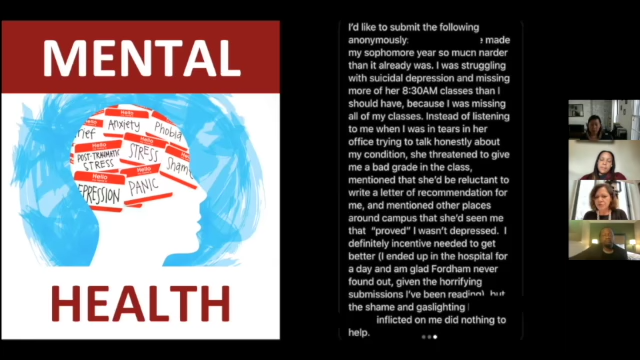 MENTAL
Grief Anxiety Phobia
Hello
POST-TRAUMATIC
STRESS
Hello
STRESS
Shame
Hello
DEPRESSION
Hello
PANIC
HEALTH
I'd like to submit the following
anonymously: made
my sophomore year so much harder
than it already was. I was struggling
with suicidal depression and missing
more of her 8:30AM classes than I
should have, because I was missing
all of my classes. Instead of listening
to me when I was in tears in her
office trying to talk honestly about
my condition, she threatened to give
me a bad grade in the class,
mentioned that she'd be reluctant to
write a letter of recommendation for
me, and mentioned other places
around campus that she'd seen me
that "proved" I wasn't depressed. I
definitely incentive needed to get
better (I ended up in the hospital for
a day and am glad Fordham never
found out, given the horrifying
submissions I've been reading), but
the shame and gaslighting
inflicted on me did nothing to
help.